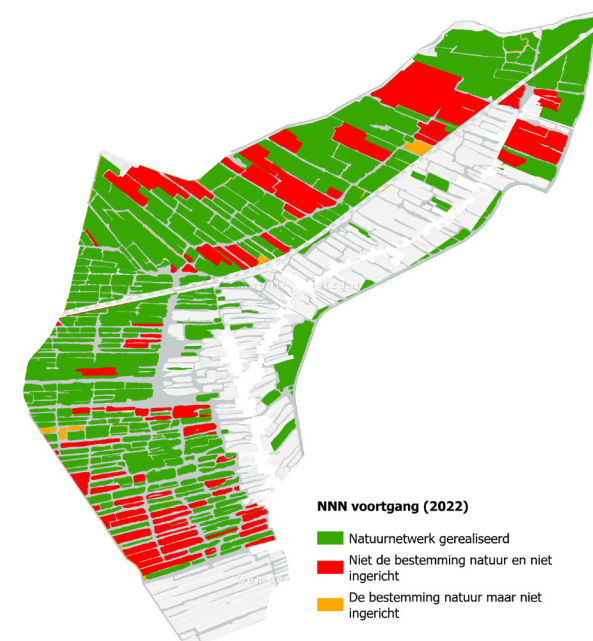 NNN voortgang (2022)
Natuurnetwerk gerealiseerd
Niet de bestemming natuur en niet
ingericht
De bestemming natuur maar niet
ingericht